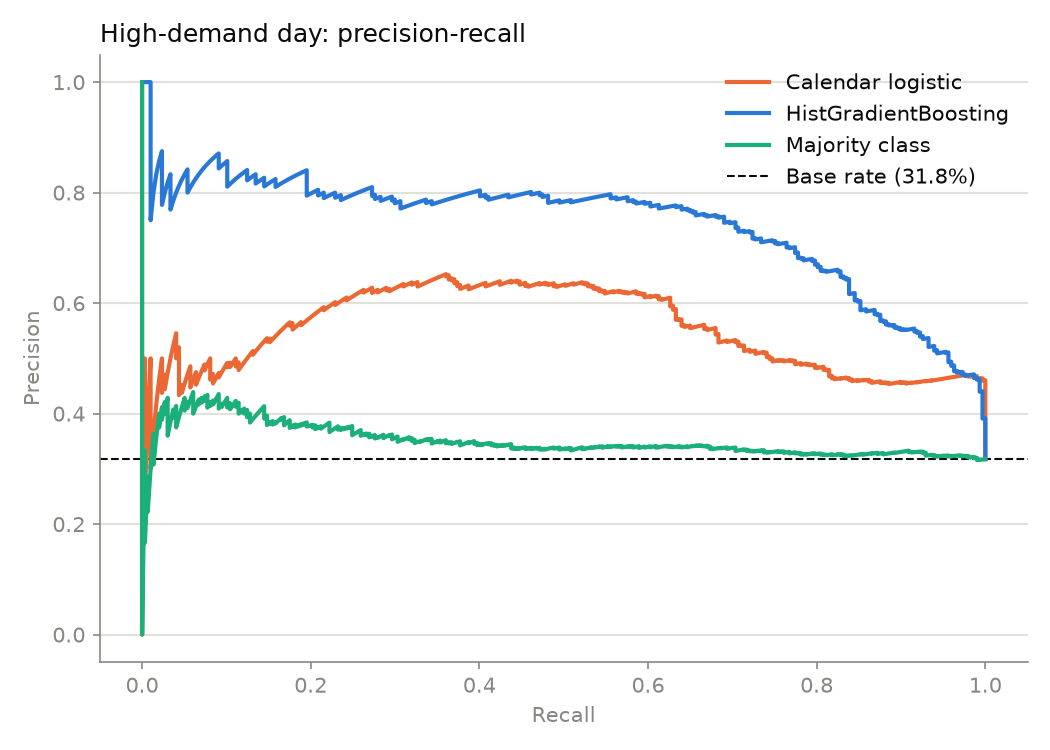 High-demand day: precision-recall
Calendar logistic
HistGradientBoosting
Majority class
Base rate (31.8%)
Precision
1.0
0.8
0.6
0.4
0.2
0.0
0.0 0.2 0.4 0.6 0.8 1.0
Recall